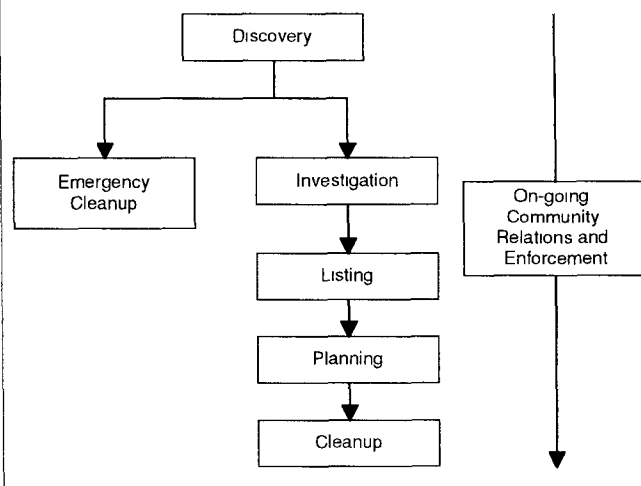 Discovery
Emergency
Cleanup
Investigation
On-going
Community
Relations and
Enforcement
Listing
Planning
Cleanup